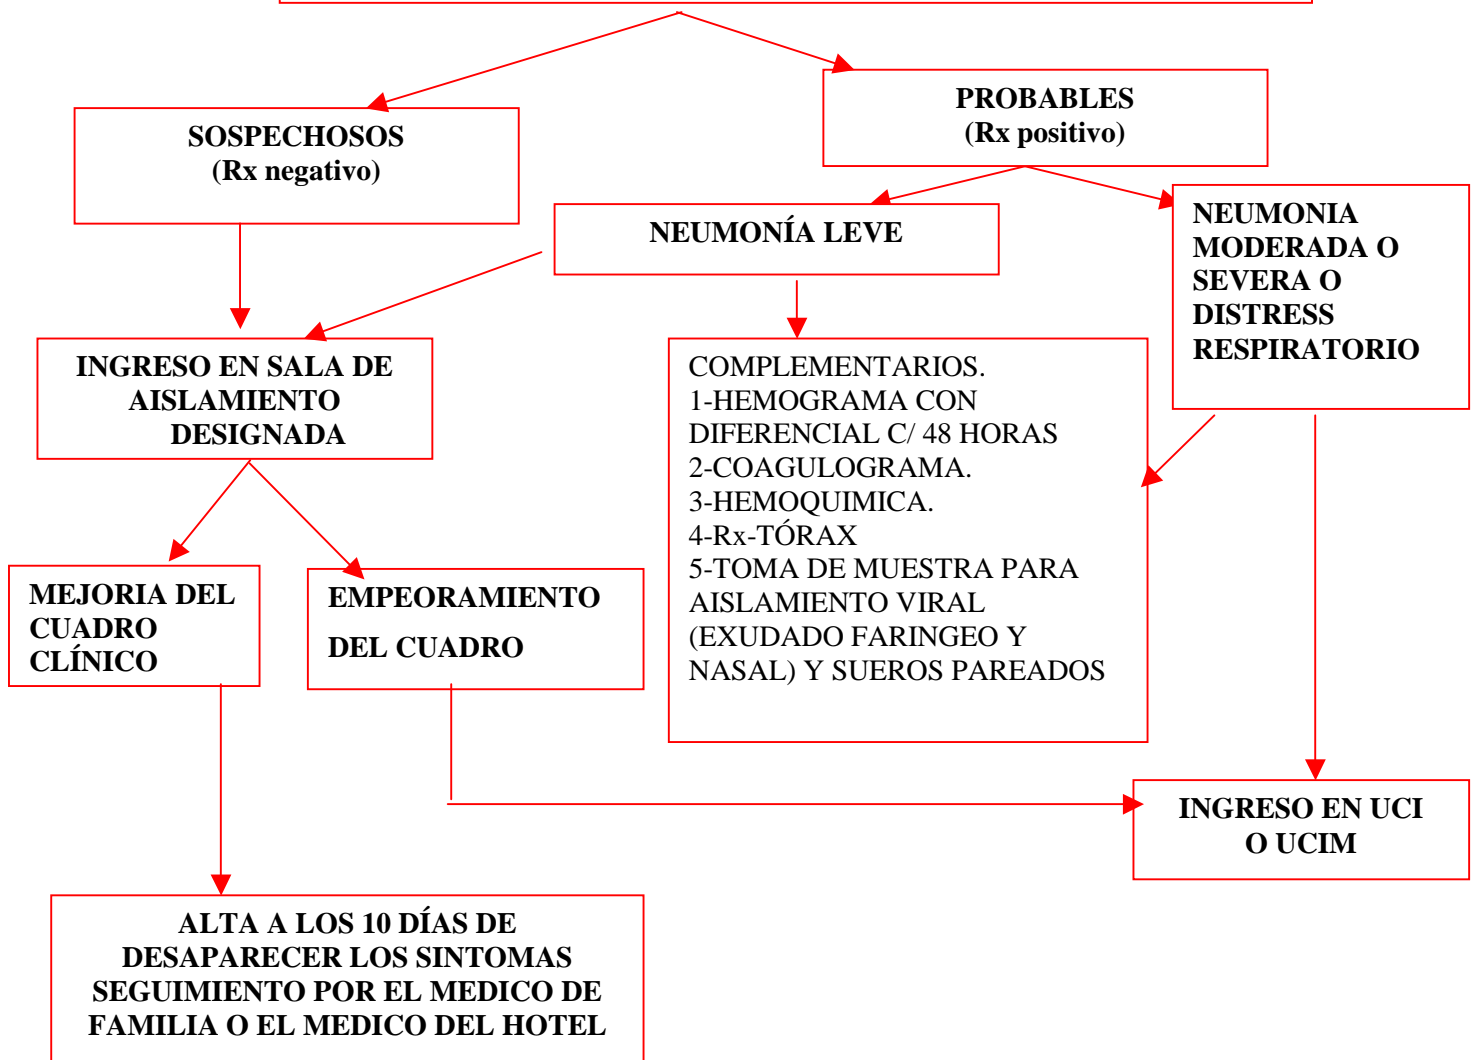 PROBABLES
(Rx positivo)
SOSPECHOSOS
(Rx negativo)
NEUMONÍA LEVE
NEUMONIA
MODERADA O
SEVERA O
DISTRESS
RESPIRATORIO
INGRESO EN SALA DE
AISLAMIENTO
DESIGNADA
COMPLEMENTARIOS.
1-HEMOGRAMA CON
DIFERENCIAL C/ 48 HORAS
2-COAGULOGRAMA.
3-HEMOQUIMICA.
4-Rx-TÓRAX
5-TOMA DE MUESTRA PARA
AISLAMIENTO VIRAL
(EXUDADO FARINGEO Y
NASAL) Y SUEROS PAREADOS
MEJORIA DEL
CUADRO
CLÍNICO
EMPEORAMIENTO
DEL CUADRO
INGRESO EN UCI
O UCIM
ALTA A LOS 10 DÍAS DE
DESAPARECER LOS SINTOMAS
SEGUIMIENTO POR EL MEDICO DE
FAMILIA O EL MEDICO DEL HOTEL